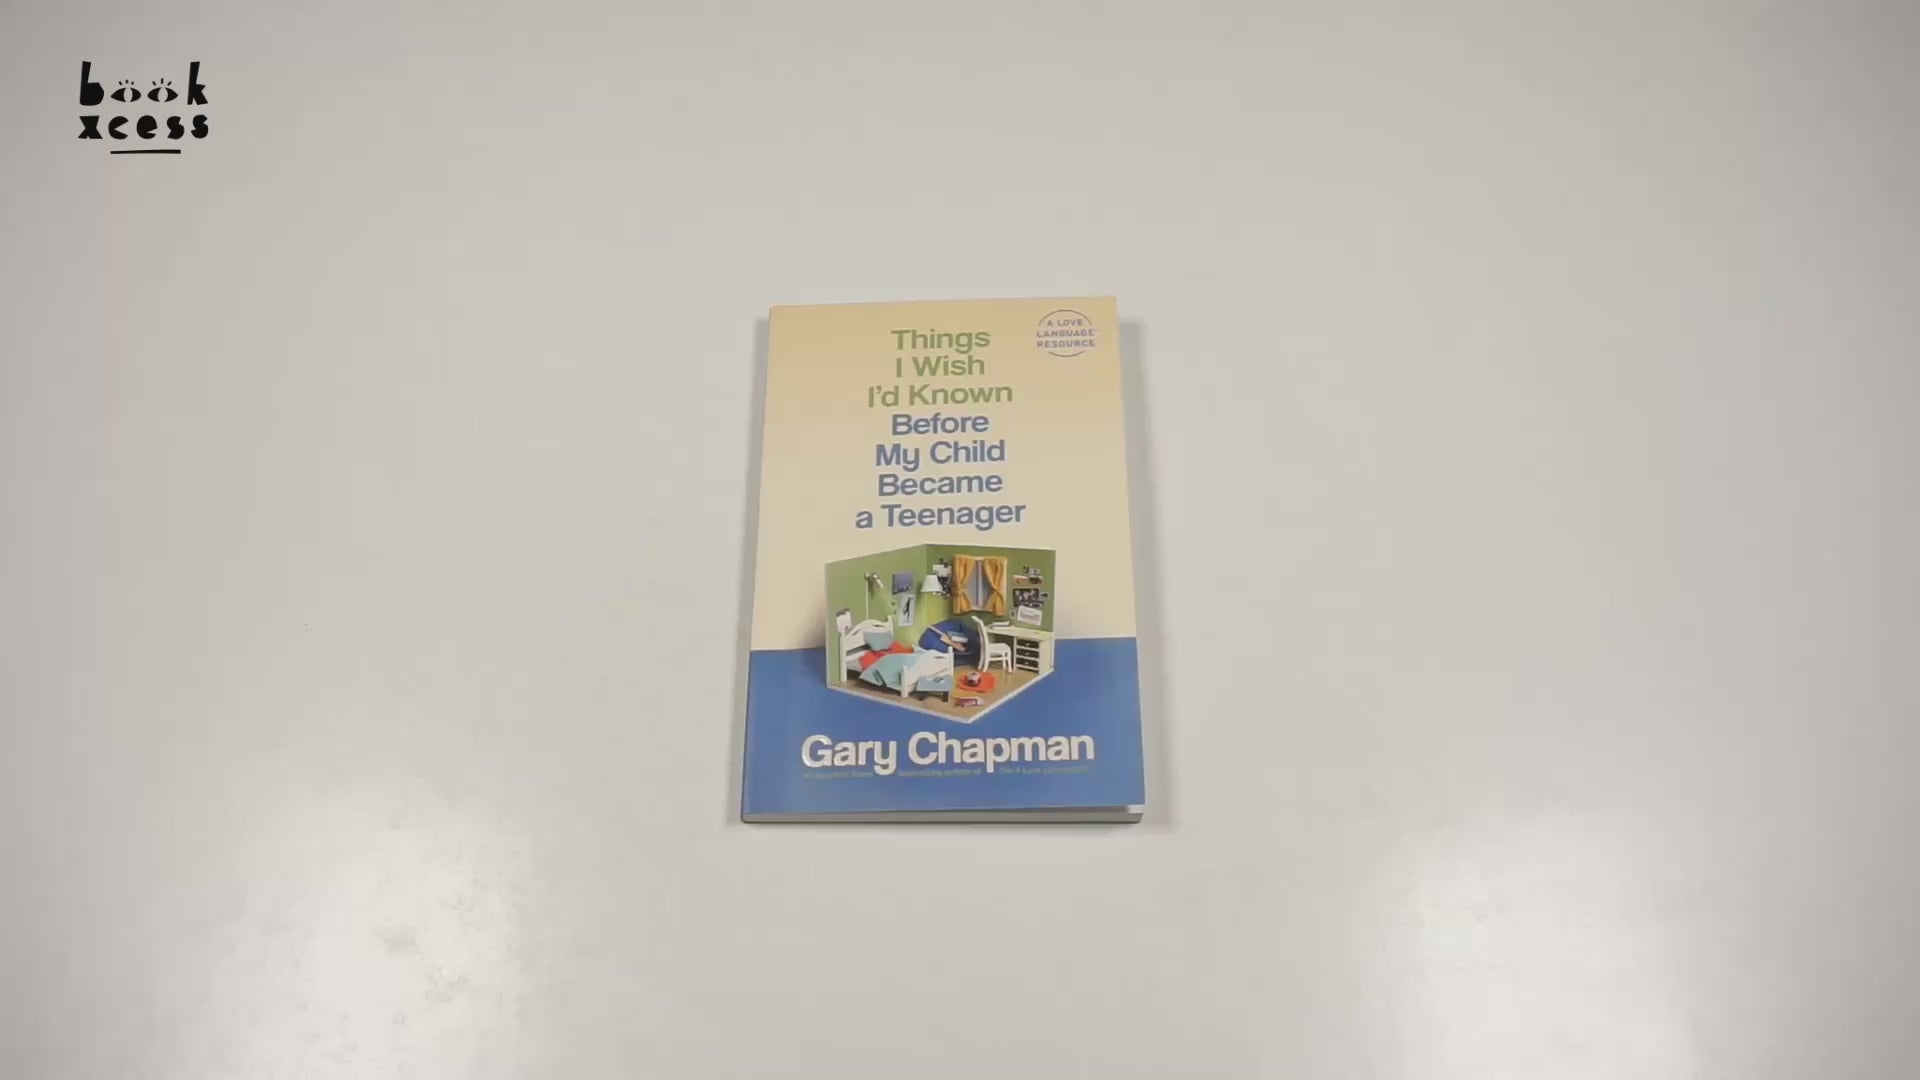 book
xcess
A LOVE
LANGUAGE
RESOURCE
Things
I Wish
I'd Known
Before
My Child
Became
a Teenager
Gary Chapman